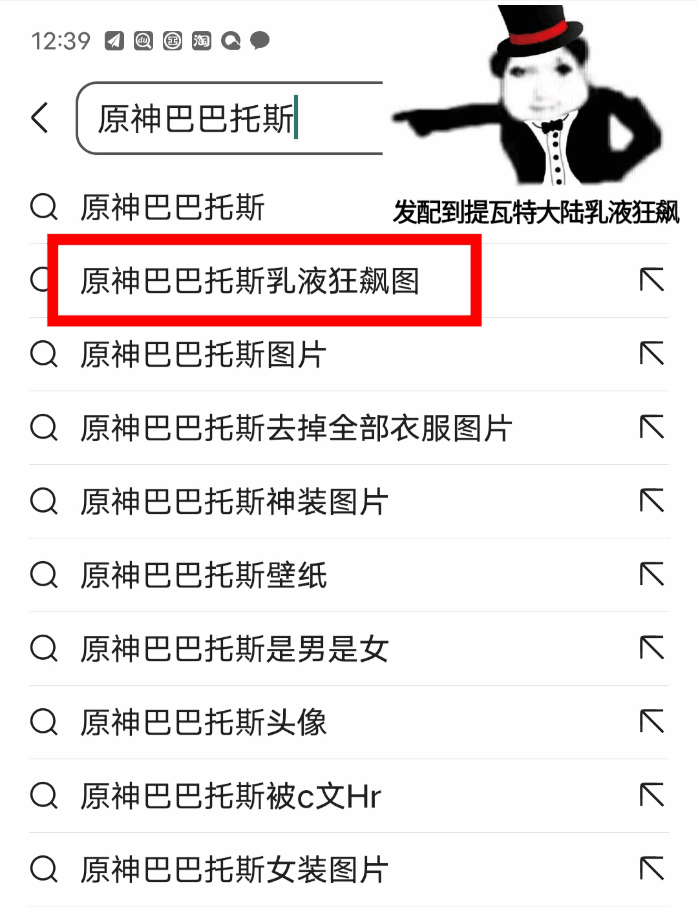 12:39
原神巴巴托斯
发配到提瓦特大陆乳液狂飙
原神巴巴托斯
原神巴巴托斯乳液狂飙图
原神巴巴托斯图片
原神巴巴托斯去掉全部衣服图片
原神巴巴托斯神装图片
原神巴巴托斯壁纸
原神巴巴托斯是男是女
原神巴巴托斯头像
原神巴巴托斯被c文Hr
原神巴巴托斯女装图片